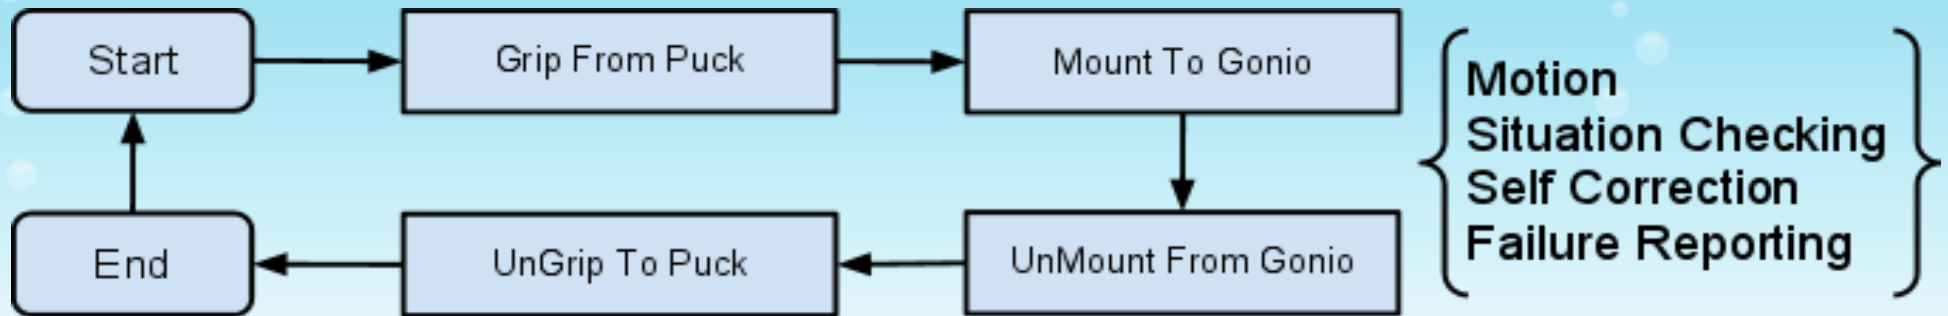 Start
Grip From Puck
Mount To Gonio
UnMount From Gonio
UnGrip To Puck
End
Motion
Situation Checking
Self Correction
Failure Reporting